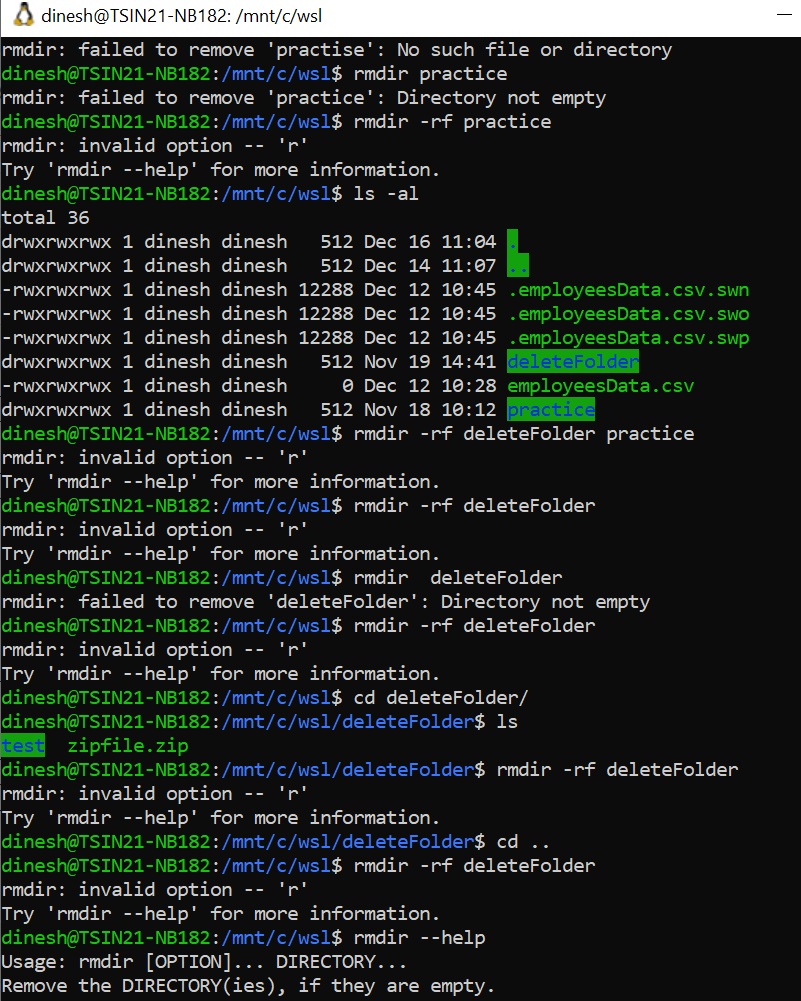 dinesh@TSIN21-NB182: /mnt/c/wsl
rmdir: failed to remove 'practise': No such file or directory
dinesh@TSIN21-NB182:/mnt/c/wsl$ rmdir practice
rmdir: failed to remove 'practice': Directory not empty
dinesh@TSIN21-NB182:/mnt/c/wsl$ rmdir -rf practice
rmdir: invalid option -- 'r'
Try 'rmdir --help' for more information.
dinesh@TSIN21-NB182:/mnt/c/wsl$ ls -al
total 36
drwxrwxrwx 1 dinesh dinesh   512 Dec 16 11:04 .
drwxrwxrwx 1 dinesh dinesh   512 Dec 14 11:07 ..
-rwxrwxrwx 1 dinesh dinesh 12288 Dec 12 10:45 .employeesData.csv.swn
-rwxrwxrwx 1 dinesh dinesh 12288 Dec 12 10:45 .employeesData.csv.swo
-rwxrwxrwx 1 dinesh dinesh 12288 Dec 12 10:45 .employeesData.csv.swp
drwxrwxrwx 1 dinesh dinesh   512 Nov 19 14:41 deleteFolder
-rwxrwxrwx 1 dinesh dinesh     0 Dec 12 10:28 employeesData.csv
drwxrwxrwx 1 dinesh dinesh   512 Nov 18 10:12 practice
dinesh@TSIN21-NB182:/mnt/c/wsl$ rmdir -rf deleteFolder practice
rmdir: invalid option -- 'r'
Try 'rmdir --help' for more information.
dinesh@TSIN21-NB182:/mnt/c/wsl$ rmdir -rf deleteFolder
rmdir: invalid option -- 'r'
Try 'rmdir --help' for more information.
dinesh@TSIN21-NB182:/mnt/c/wsl$ rmdir  deleteFolder
rmdir: failed to remove 'deleteFolder': Directory not empty
dinesh@TSIN21-NB182:/mnt/c/wsl$ rmdir -rf deleteFolder
rmdir: invalid option -- 'r'
Try 'rmdir --help' for more information.
dinesh@TSIN21-NB182:/mnt/c/wsl$ cd deleteFolder/
dinesh@TSIN21-NB182:/mnt/c/wsl/deleteFolder$ ls
test  zipfile.zip
dinesh@TSIN21-NB182:/mnt/c/wsl/deleteFolder$ rmdir -rf deleteFolder
rmdir: invalid option -- 'r'
Try 'rmdir --help' for more information.
dinesh@TSIN21-NB182:/mnt/c/wsl/deleteFolder$ cd ..
dinesh@TSIN21-NB182:/mnt/c/wsl$ rmdir -rf deleteFolder
rmdir: invalid option -- 'r'
Try 'rmdir --help' for more information.
dinesh@TSIN21-NB182:/mnt/c/wsl$ rmdir --help
Usage: rmdir [OPTION]... DIRECTORY...
Remove the DIRECTORY(ies), if they are empty.